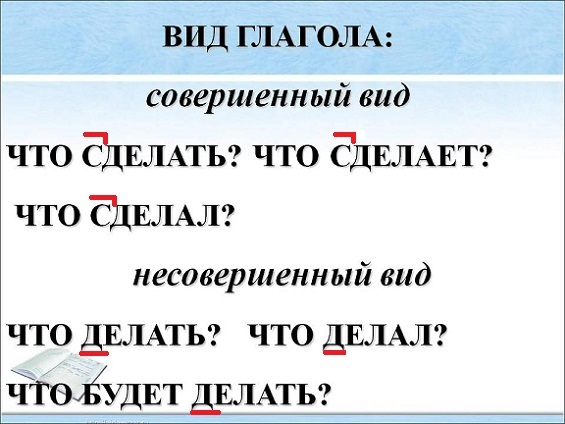 ВИД ГЛАГОЛА:
совершенный вид
ЧТО СДЕЛАТЬ? ЧТО СДЕЛАЕТ?
ЧТО СДЕЛАЛ?
несовершенный вид
ЧТО ДЕЛАТЬ? ЧТО ДЕЛАЛ?
ЧТО БУДЕТ ДЕЛАТЬ?